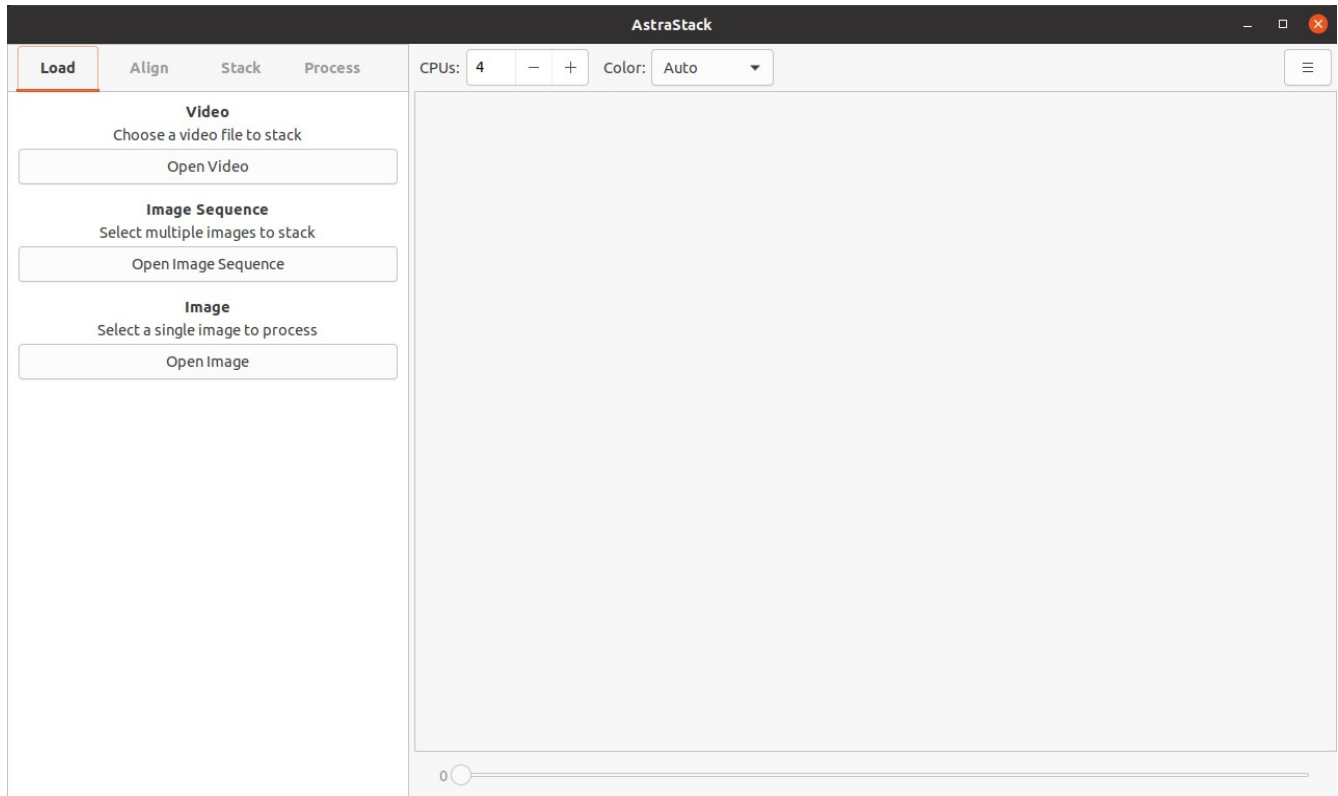 AstraStack
Load Align Stack Process
CPUs: 4 − + Color: Auto
Video
Choose a video file to stack
Open Video
Image Sequence
Select multiple images to stack
Open Image Sequence
Image
Select a single image to process
Open Image
0